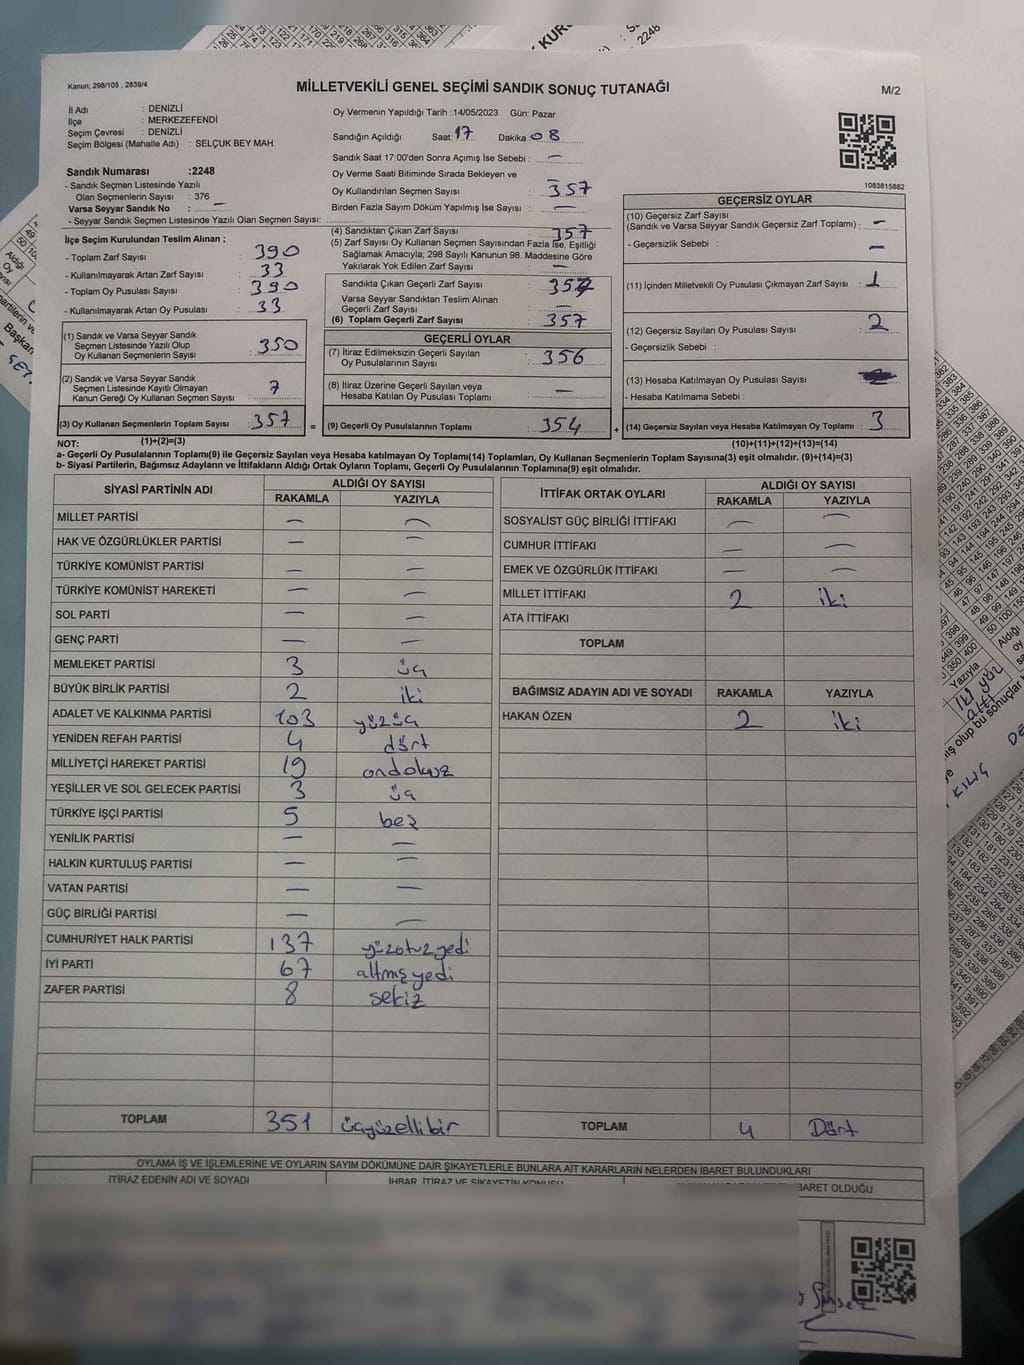 KUR
2248
Kanun, 298/105 , 2839/4
MİLLETVEKİLİ GENEL SEÇİMİ SANDIK SONUÇ TUTANAĞI
M/2
İl Adı : DENİZLİ
İlçe : MERKEZEFENDİ
Seçim Çevresi : DENİZLİ
Seçim Bölgesi (Mahalle Adı) : SELÇUK BEY MAH.
Oy Vermenin Yapıldığı Tarih :14/05/2023 Gün: Pazar
Sandığın Açıldığı Saat: 17 Dakika 08
Sandık Saat 17:00'den Sonra Açımış İse Sebebi : —
Oy Verme Saati Bitiminde Sırada Bekleyen ve —
Oy Kullandırılan Seçmen Sayısı : 357
Birden Fazla Sayım Döküm Yapılmış İse Sayısı : —
1083815882
Sandık Numarası :2248
- Sandık Seçmen Listesinde Yazılı
Olan Seçmenlerin Sayısı : 376
Varsa Seyyar Sandık No : —
- Seyyar Sandık Seçmen Listesinde Yazılı Olan Seçmen Sayısı:
İlçe Seçim Kurulundan Teslim Alınan ;
- Toplam Zarf Sayısı : 390
- Kullanılmayarak Artan Zarf Sayısı : 33
- Toplam Oy Pusulası Sayısı : 390
- Kullanılmayarak Artan Oy Pusulası : 33
(1) Sandık ve Varsa Seyyar Sandık
Seçmen Listesinde Yazılı Olup
Oy Kullanan Seçmenlerin Sayısı : 350
(2) Sandık ve Varsa Seyyar Sandık
Seçmen Listesinde Kayıtlı Olmayan
Kanun Gereği Oy Kullanan Seçmen Sayısı : 7
(3) Oy Kullanan Seçmenlerin Toplam Sayısı : 357
(4) Sandıktan Çıkan Zarf Sayısı : 357
(5) Zarf Sayısı Oy Kullanan Seçmen Sayısından Fazla İse, Eşitliği
Sağlamak Amacıyla; 298 Sayılı Kanunun 98. Maddesine Göre
Yakılarak Yok Edilen Zarf Sayısı : —
Sandıkta Çıkan Geçerli Zarf Sayısı : 357
Varsa Seyyar Sandıktan Teslim Alınan
Geçerli Zarf Sayısı : —
(6) Toplam Geçerli Zarf Sayısı : 357
GEÇERLİ OYLAR
(7) İtiraz Edilmeksizin Geçerli Sayılan
Oy Pusulalarının Sayısı : 356
(8) İtiraz Üzerine Geçerli Sayılan veya
Hesaba Katılan Oy Pusulası Toplamı : —
= (9) Geçerli Oy Pusulalarının Toplamı : 354
GEÇERSİZ OYLAR
(10) Geçersiz Zarf Sayısı
(Sandık ve Varsa Seyyar Sandık Geçersiz Zarf Toplamı) : —
- Geçersizlik Sebebi : —
(11) İçinden Milletvekili Oy Pusulası Çıkmayan Zarf Sayısı : 1
(12) Geçersiz Sayılan Oy Pusulası Sayısı : 2
- Geçersizlik Sebebi :
(13) Hesaba Katılmayan Oy Pusulası Sayısı :
- Hesaba Katılmama Sebebi :
+ (14) Geçersiz Sayılan veya Hesaba Katılmayan Oy Toplamı : 3
NOT: (1)+(2)=(3) (10)+(11)+(12)+(13)=(14)
a- Geçerli Oy Pusulalarının Toplamı(9) ile Geçersiz Sayılan veya Hesaba katılmayan Oy Pusulası Toplamı(14) Toplamları, Oy Kullanan Seçmenlerin Toplam Sayısına(3) eşit olmalıdır. (9)+(14)=(3)
b- Siyasi Partilerin, Bağımsız Adayların ve İttifakların Aldığı Ortak Oyların Toplamı, Geçerli Oy Pusulalarının Toplamına(9) eşit olmalıdır.
SİYASİ PARTİNİN ADI ALDIĞI OY SAYISI
RAKAMLA YAZIYLA
MİLLET PARTİSİ — —
HAK VE ÖZGÜRLÜKLER PARTİSİ — —
TÜRKİYE KOMÜNİST PARTİSİ — —
TÜRKİYE KOMÜNİST HAREKETİ — —
SOL PARTİ — —
GENÇ PARTİ — —
MEMLEKET PARTİSİ 3 üç
BÜYÜK BİRLİK PARTİSİ 2 iki
ADALET VE KALKINMA PARTİSİ 103 yüzüç
YENİDEN REFAH PARTİSİ 4 dört
MİLLİYETÇİ HAREKET PARTİSİ 19 ondokuz
YEŞİLLER VE SOL GELECEK PARTİSİ 3 üç
TÜRKİYE İŞÇİ PARTİSİ 5 beş
YENİLİK PARTİSİ — —
HALKIN KURTULUŞ PARTİSİ — —
VATAN PARTİSİ — —
GÜÇ BİRLİĞİ PARTİSİ — —
CUMHURİYET HALK PARTİSİ 137 yüzotuzyedi
İYİ PARTİ 67 altmışyedi
ZAFER PARTİSİ 8 sekiz
TOPLAM 351 üçyüzellibir
İTTİFAK ORTAK OYLARI ALDIĞI OY SAYISI
RAKAMLA YAZIYLA
SOSYALİST GÜÇ BİRLİĞİ İTTİFAKI — —
CUMHUR İTTİFAKI — —
EMEK VE ÖZGÜRLÜK İTTİFAKI — —
MİLLET İTTİFAKI 2 iki
ATA İTTİFAKI
TOPLAM
BAĞIMSIZ ADAYIN ADI VE SOYADI RAKAMLA YAZIYLA
HAKAN ÖZEN 2 iki
TOPLAM 4 Dört
OYLAMA İŞ VE İŞLEMLERİNE VE OYLARIN SAYIM DÖKÜMÜNE DAİR ŞİKAYETLERLE BUNLARA AİT KARARLARIN NELERDEN İBARET BULUNDUKLARI
İTİRAZ EDENİN ADI VE SOYADI İHBAR, İTİRAZ VE ŞİKAYETİN KONUSU İBARET OLDUĞU